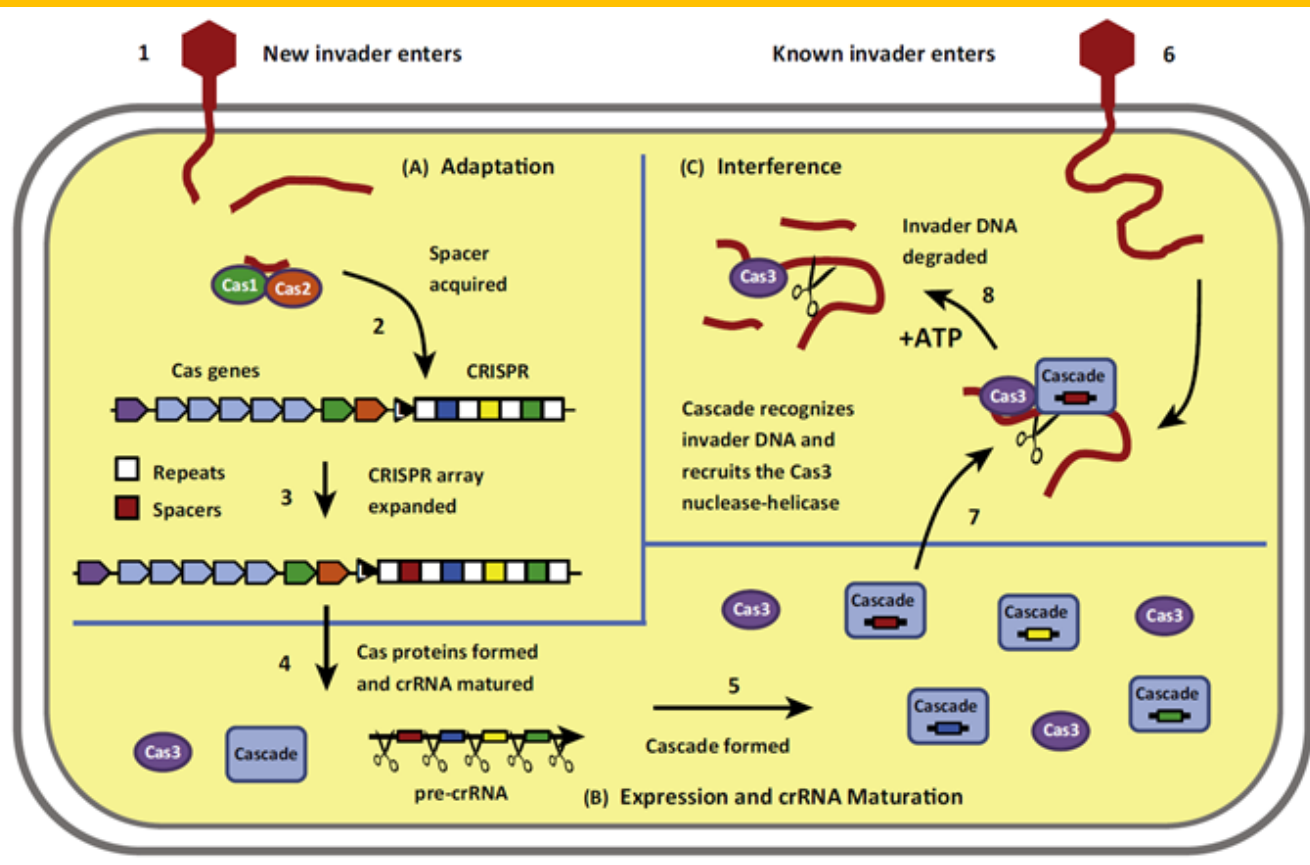 1
New invader enters
Known invader enters
6
(A) Adaptation
Spacer
acquired
Cas1
Cas2
2
Cas genes
CRISPR
L
Repeats
Spacers
3
CRISPR array
expanded
L
(C) Interference
Invader DNA
degraded
Cas3
8
+ATP
Cas3
Cascade
Cascade recognizes
invader DNA and
recruits the Cas3
nuclease-helicase
7
4
Cas proteins formed
and crRNA matured
Cas3
Cascade
pre-crRNA
5
Cascade formed
Cas3
Cascade
Cascade
Cas3
Cascade
Cas3
Cascade
(B) Expression and crRNA Maturation